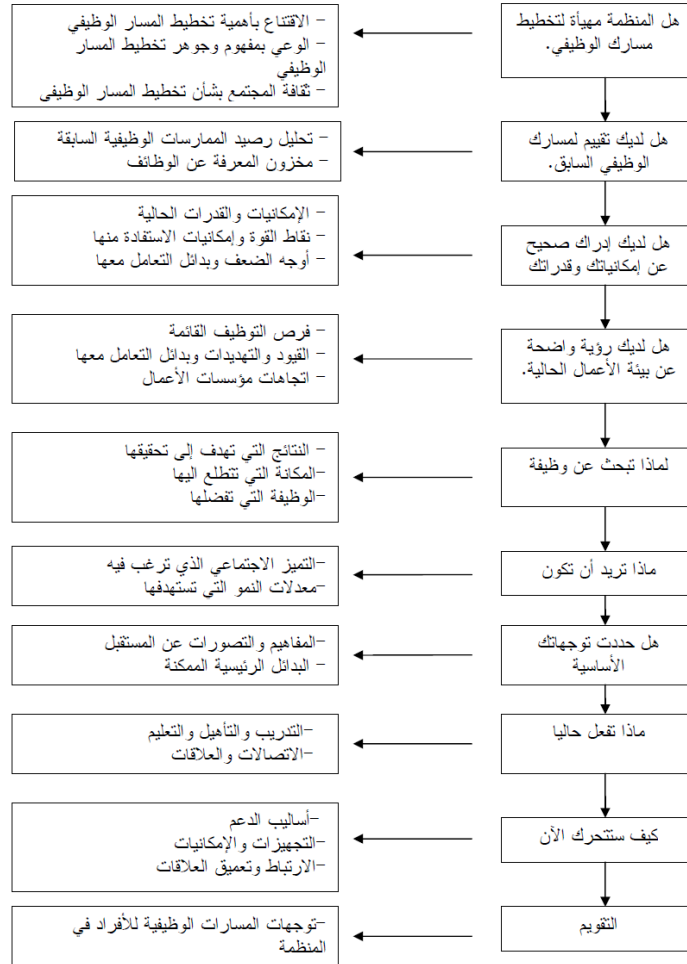 هل المنظمة مهيأة لتخطيط
مسارك الوظيفي.
- الاقتناع بأهمية تخطيط المسار الوظيفي
- الوعي بمفهوم وجوهر تخطيط المسار
الوظيفي
- ثقافة المجتمع بشأن تخطيط المسار الوظيفي
هل لديك تقييم لمسارك
الوظيفي السابق.
- تحليل رصيد الممارسات الوظيفية السابقة
- مخزون المعرفة عن الوظائف
هل لديك إدراك صحيح
عن إمكانياتك وقدراتك
- الإمكانيات والقدرات الحالية
- نقاط القوة وإمكانيات الاستفادة منها
- أوجه الضعف وبدائل التعامل معها
هل لديك رؤية واضحة
عن بيئة الأعمال الحالية.
- فرص التوظيف القائمة
- القيود والتهديدات وبدائل التعامل معها
- اتجاهات مؤسسات الأعمال
لماذا تبحث عن وظيفة
- النتائج التي تهدف إلى تحقيقها
-المكانة التي تتطلع اليها
-الوظيفة التي تفضلها
ماذا تريد أن تكون
-التميز الاجتماعي الذي ترغب فيه
-معدلات النمو التي تستهدفها
هل حددت توجهاتك
الأساسية
-المفاهيم والتصورات عن المستقبل
- البدائل الرئيسية الممكنة
ماذا تفعل حاليا
-التدريب والتأهيل والتعليم
-الاتصالات والعلاقات
كيف ستتحرك الآن
-أساليب الدعم
-التجهيزات والإمكانيات
-الارتباط وتعميق العلاقات
التقويم
-توجهات المسارات الوظيفية للأفراد في
المنظمة